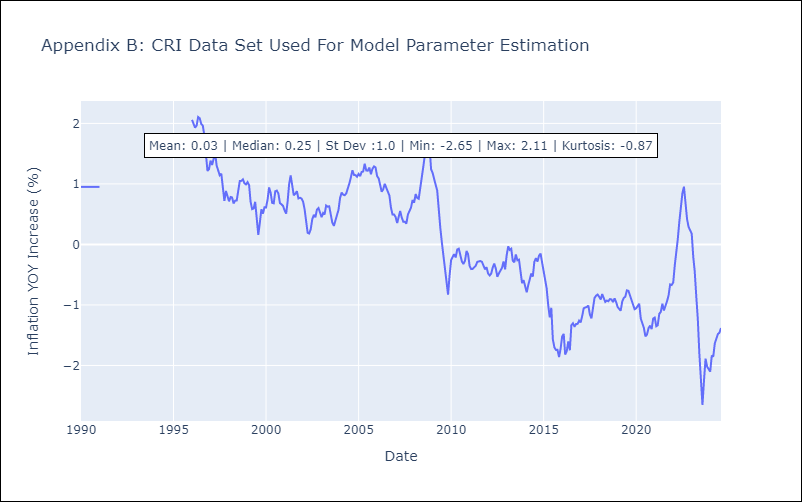 Appendix B: CRI Data Set Used For Model Parameter Estimation
Mean: 0.03 | Median: 0.25 | St Dev :1.0 | Min: -2.65 | Max: 2.11 | Kurtosis: -0.87
Inflation YOY Increase (%)
2
1
0
−1
−2
1990 1995 2000 2005 2010 2015 2020
Date